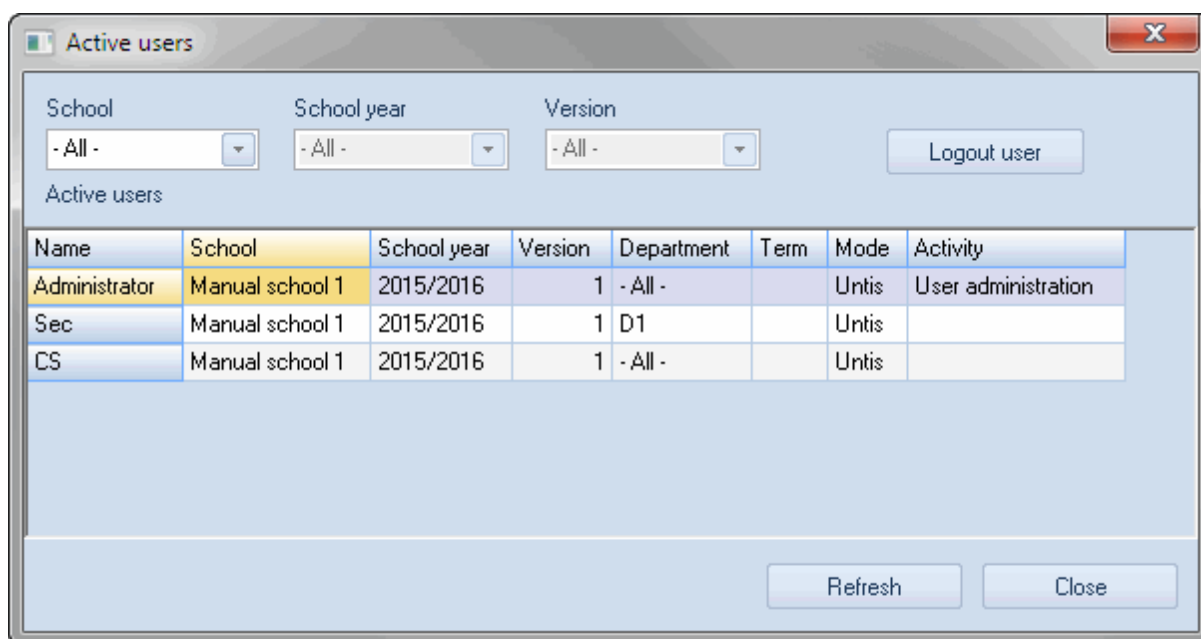 Active users
School School year Version
- All - - All - - All - Logout user
Active users
Name School School year Version Department Term Mode Activity
Administrator Manual school 1 2015/2016 1 - All - Untis User administration
Sec Manual school 1 2015/2016 1 D1 Untis
CS Manual school 1 2015/2016 1 - All - Untis
Refresh Close